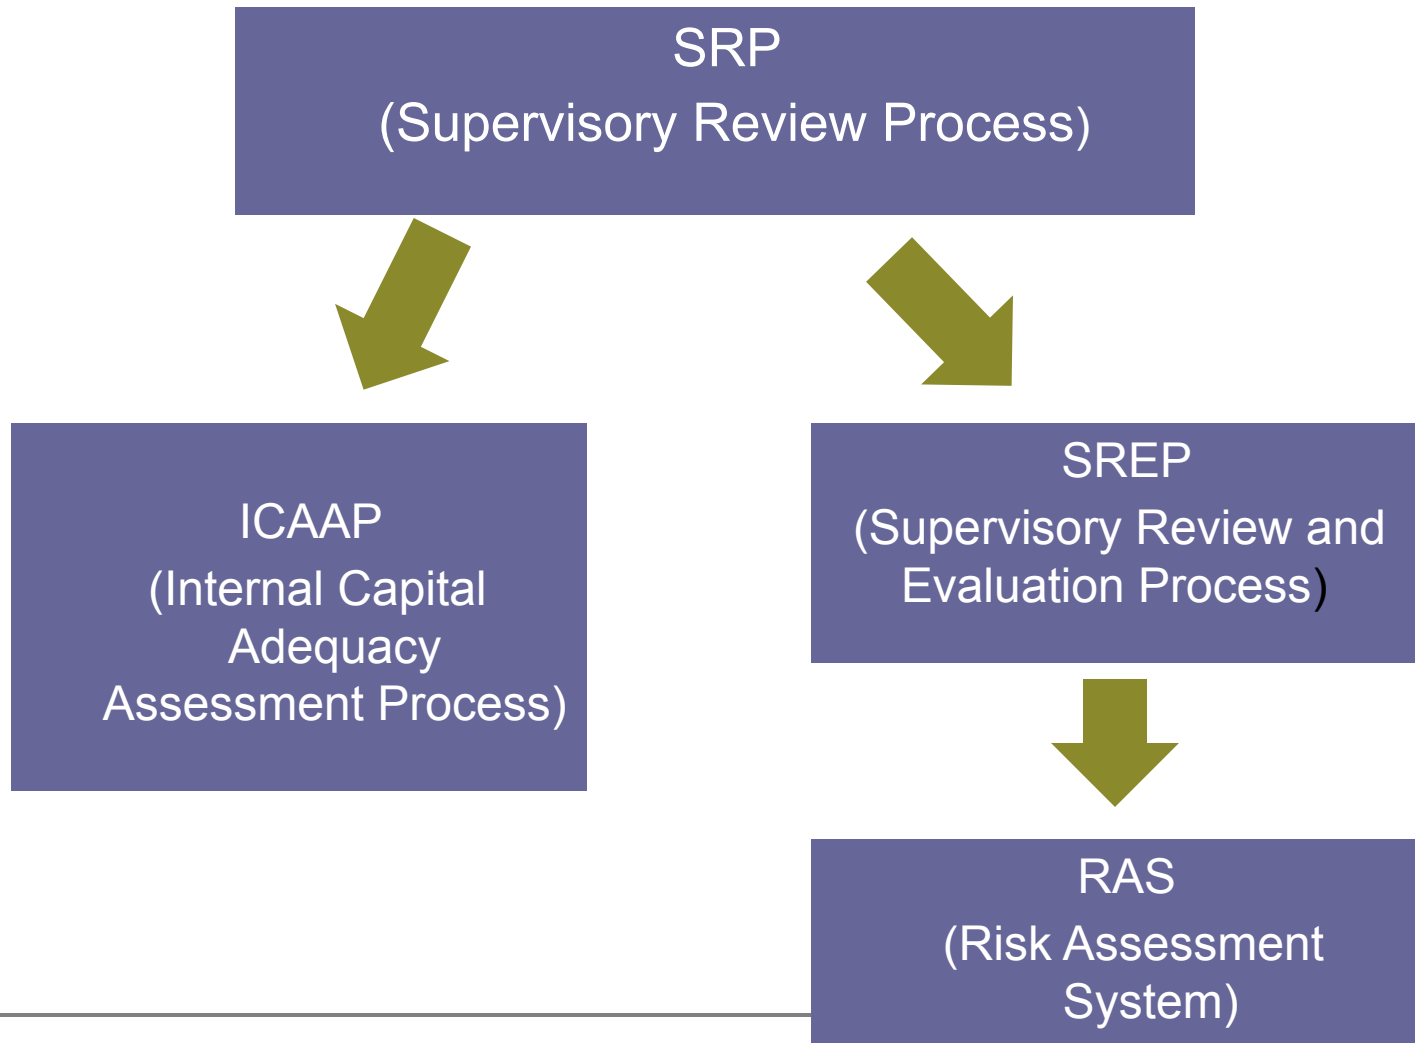 SRP
(Supervisory Review Process)
ICAAP
(Internal Capital
Adequacy
Assessment Process)
SREP
(Supervisory Review and
Evaluation Process)
RAS
(Risk Assessment
System)